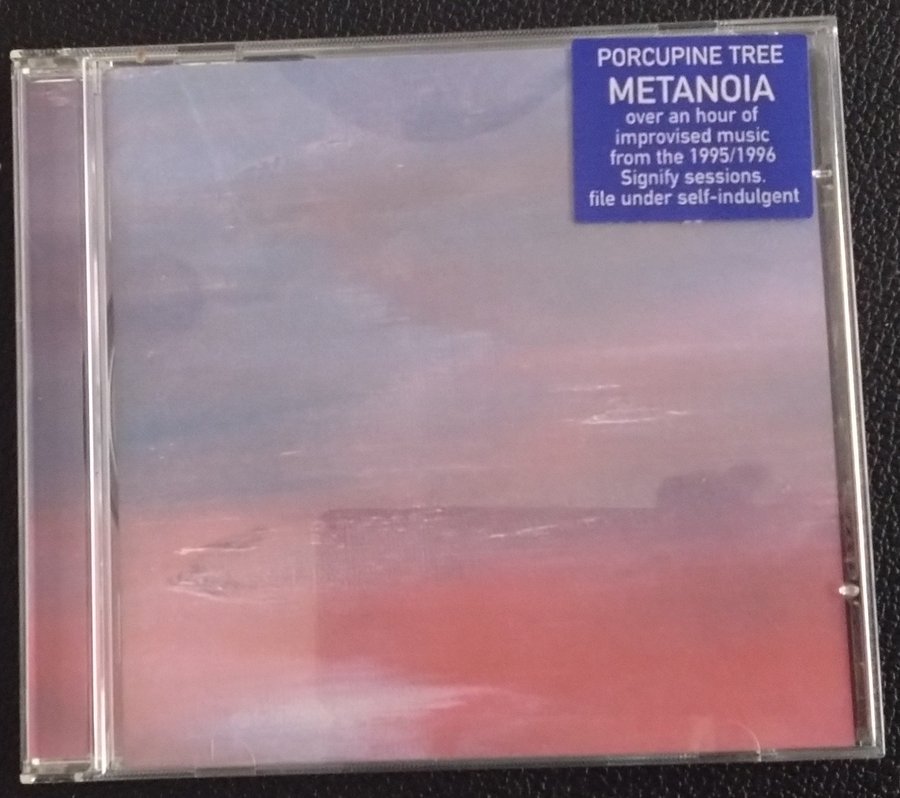 PORCUPINE TREE
METANOIA
over an hour of
improvised music
from the 1995/1996
Signify sessions.
file under self-indulgent